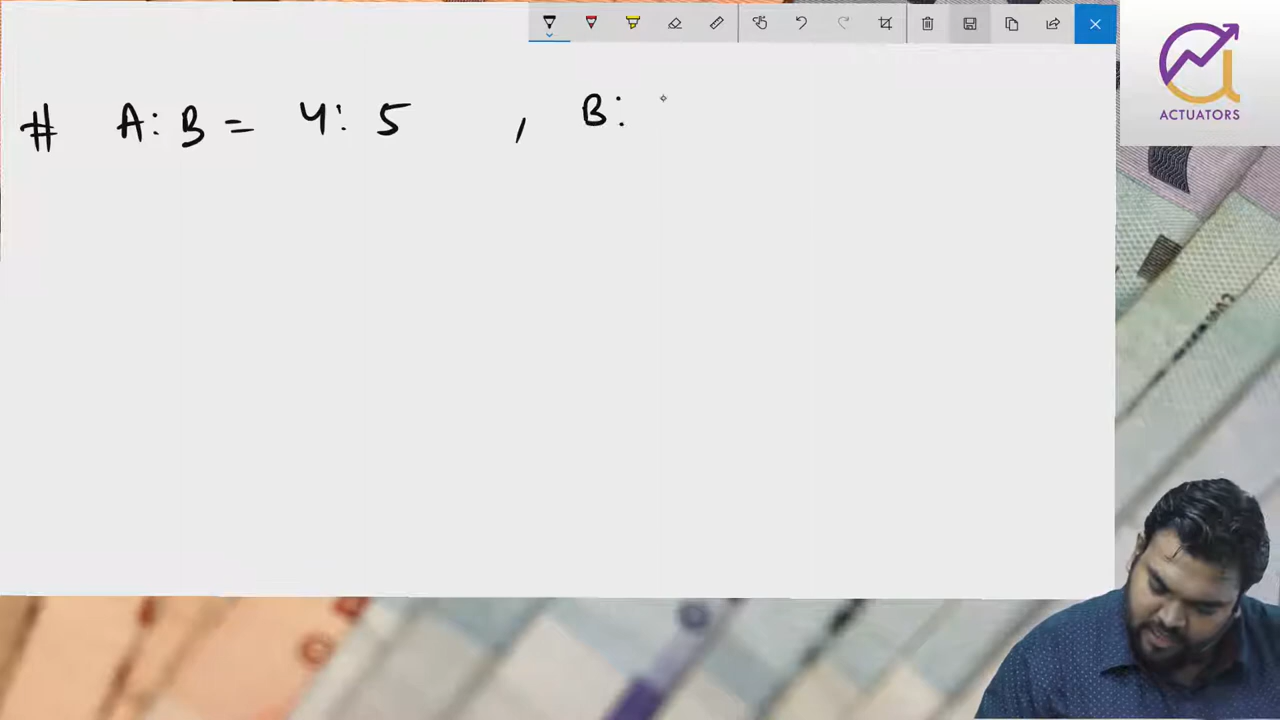 # A:B = 4:5 , B:
ACTUATORS